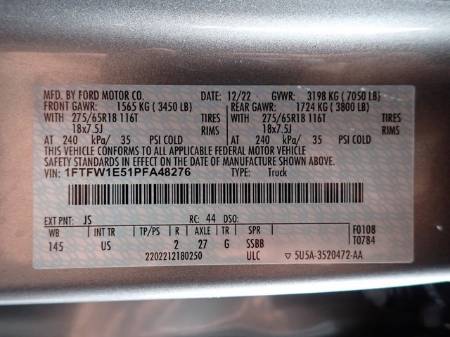 MFD. BY FORD MOTOR CO. 12/22 GVWR: 3198 KG (7050 LB)
FRONT GAWR: 1565 KG (3450 LB) REAR GAWR: 1724 KG (3800 LB)
WITH 275/65R18 116T TIRES WITH 275/65R18 116T TIRES
18x7.5J RIMS 18x7.5J RIMS
AT 240 kPa/ 35 PSI COLD AT 240 kPa/ 35 PSI COLD
THIS VEHICLE CONFORMS TO ALL APPLICABLE FEDERAL MOTOR VEHICLE
SAFETY STANDARDS IN EFFECT ON THE DATE OF MANUFACTURE SHOWN ABOVE.
VIN: 1FTFW1E51PFA48276 TYPE: Truck
EXT PNT: JS RC: 44 DSO: F0108
WB INT TR TP/PS R AXLE TR SPR T0784
145 US 2 27 G SSBB
2202212180250 ULC ▽ 5U5A-3520472-AA